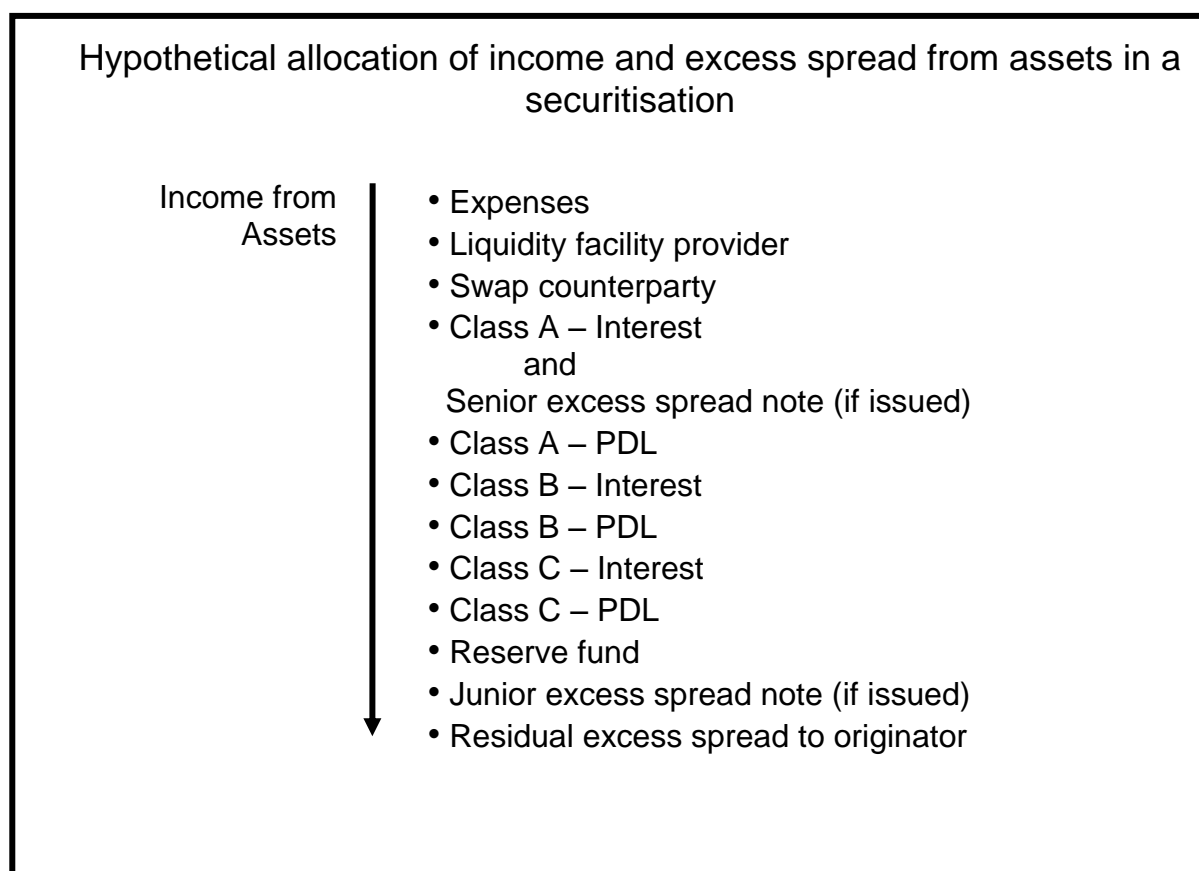 Hypothetical allocation of income and excess spread from assets in a
securitisation
Income from
Assets
• Expenses
• Liquidity facility provider
• Swap counterparty
• Class A – Interest
and
Senior excess spread note (if issued)
• Class A – PDL
• Class B – Interest
• Class B – PDL
• Class C – Interest
• Class C – PDL
• Reserve fund
• Junior excess spread note (if issued)
• Residual excess spread to originator